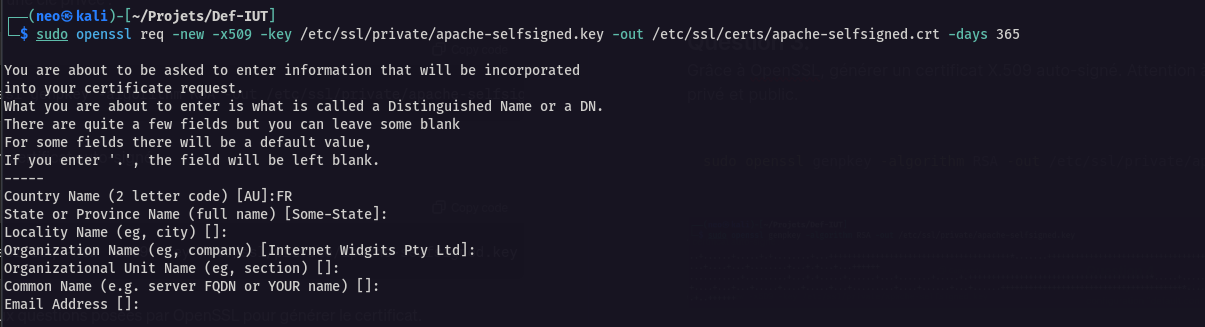 ┌──(neo㉿kali)-[~/Projets/Def-IUT]
└─$ sudo openssl req -new -x509 -key /etc/ssl/private/apache-selfsigned.key -out /etc/ssl/certs/apache-selfsigned.crt -days 365
You are about to be asked to enter information that will be incorporated
into your certificate request.
What you are about to enter is what is called a Distinguished Name or a DN.
There are quite a few fields but you can leave some blank
For some fields there will be a default value,
If you enter '.', the field will be left blank.
-----
Country Name (2 letter code) [AU]:FR
State or Province Name (full name) [Some-State]:
Locality Name (eg, city) []:
Organization Name (eg, company) [Internet Widgits Pty Ltd]:
Organizational Unit Name (eg, section) []:
Common Name (e.g. server FQDN or YOUR name) []:
Email Address []: